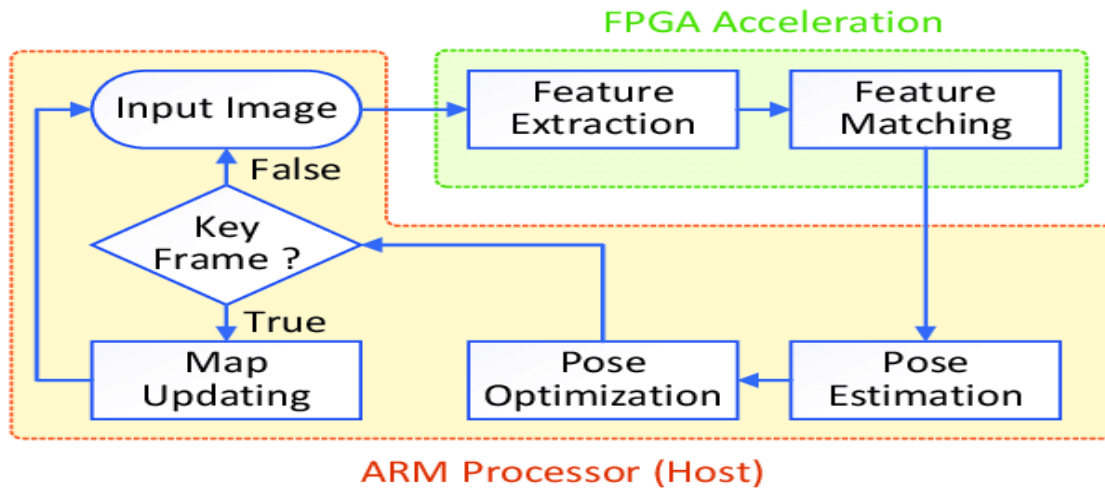 FPGA Acceleration
Input Image
Feature
Extraction
Feature
Matching
False
Key
Frame ?
True
Map
Updating
Pose
Optimization
Pose
Estimation
ARM Processor (Host)